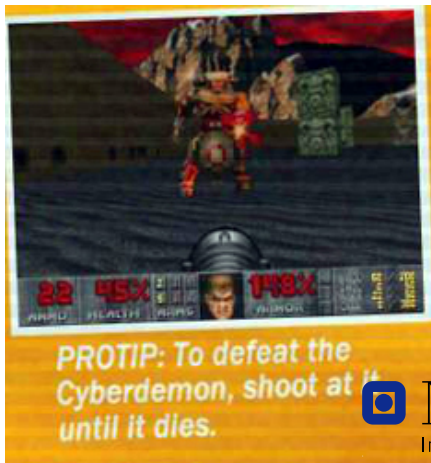 22 45% 148%
AMMO HEALTH ARMS ARMOR
PROTIP: To defeat the
Cyberdemon, shoot at it
until it dies.